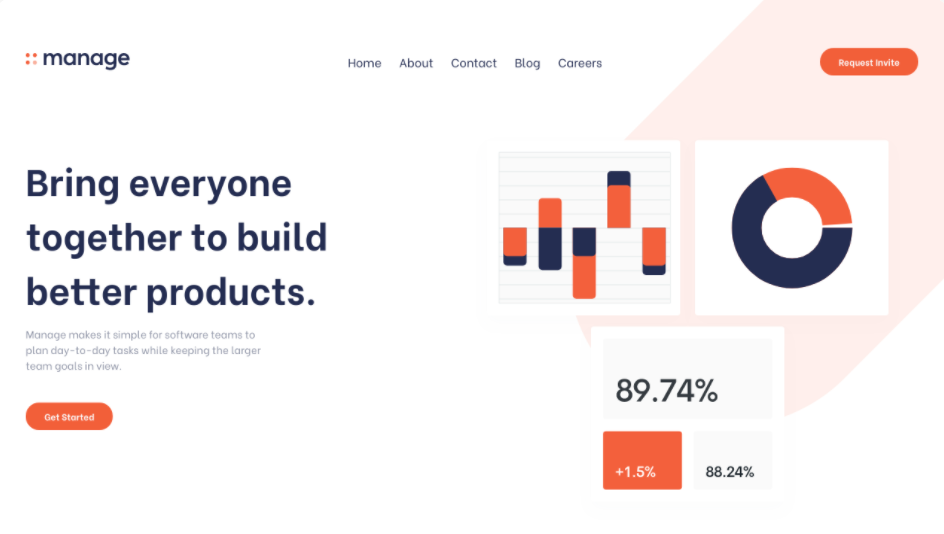 manage
Home About Contact Blog Careers
Request Invite
Bring everyone
together to build
better products.
Manage makes it simple for software teams to
plan day-to-day tasks while keeping the larger
team goals in view.
Get Started
89.74%
+1.5%
88.24%